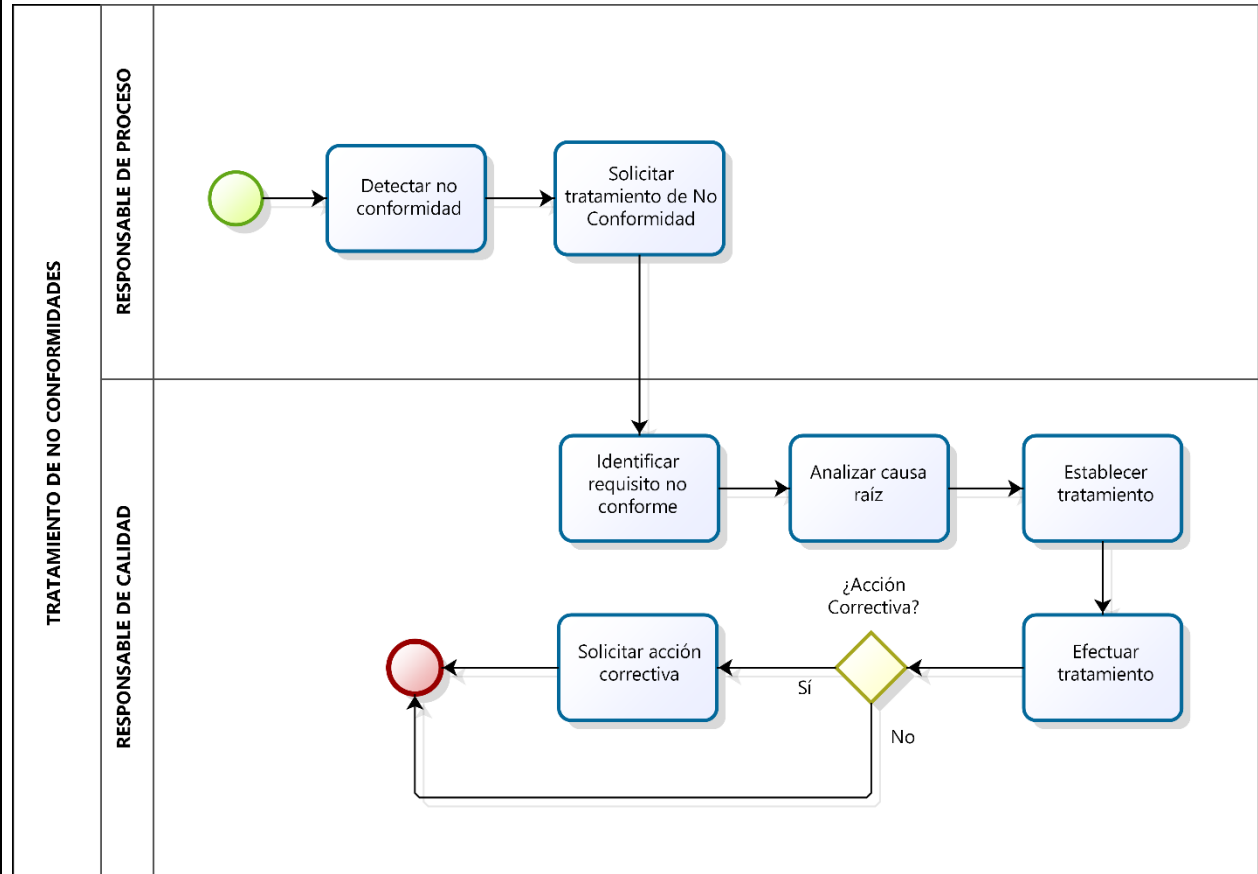 TRATAMIENTO DE NO CONFORMIDADES
RESPONSABLE DE PROCESO
Detectar no
conformidad
Solicitar
tratamiento de No
Conformidad
RESPONSABLE DE CALIDAD
Identificar
requisito no
conforme
Analizar causa
raíz
Establecer
tratamiento
Efectuar
tratamiento
¿Acción
Correctiva?
Sí
No
Solicitar acción
correctiva